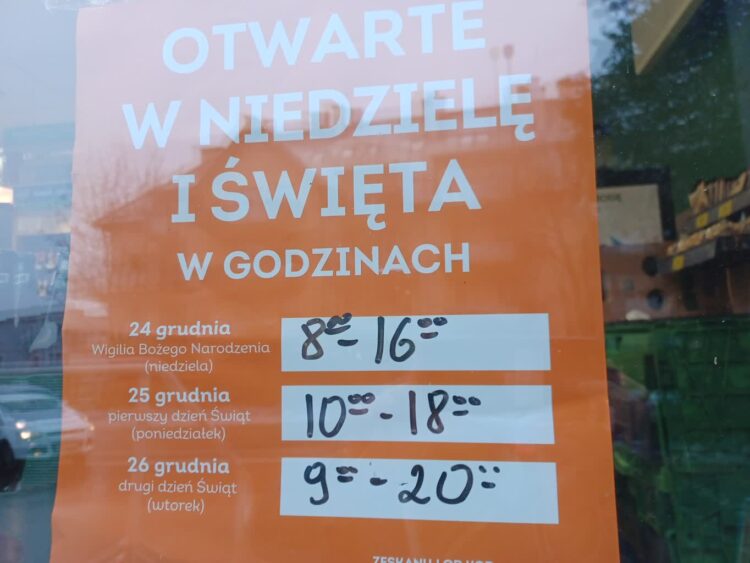 OTWARTE
W NIEDZIELĘ
I ŚWIĘTA
W GODZINACH
24 grudnia
Wigilia Bożego Narodzenia
(niedziela)
8⁰⁰ - 16⁰⁰
25 grudnia
pierwszy dzień Świąt
(poniedziałek)
10⁰⁰ - 18⁰⁰
26 grudnia
drugi dzień Świąt
(wtorek)
9⁰⁰ - 20⁰⁰